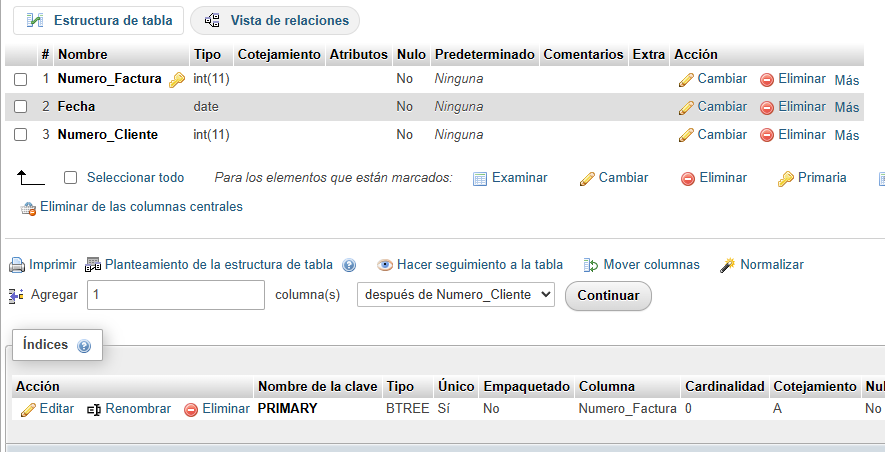 Estructura de tabla Vista de relaciones
# Nombre Tipo Cotejamiento Atributos Nulo Predeterminado Comentarios Extra Acción
1 Numero_Factura int(11) No Ninguna Cambiar Eliminar Más
2 Fecha date No Ninguna Cambiar Eliminar Más
3 Numero_Cliente int(11) No Ninguna Cambiar Eliminar Más
Seleccionar todo Para los elementos que están marcados: Examinar Cambiar Eliminar Primaria
Eliminar de las columnas centrales
Imprimir Planteamiento de la estructura de tabla Hacer seguimiento a la tabla Mover columnas Normalizar
Agregar 1 columna(s) después de Numero_Cliente Continuar
Índices
Acción Nombre de la clave Tipo Único Empaquetado Columna Cardinalidad Cotejamiento Nul
Editar Renombrar Eliminar PRIMARY BTREE Sí No Numero_Factura 0 A No